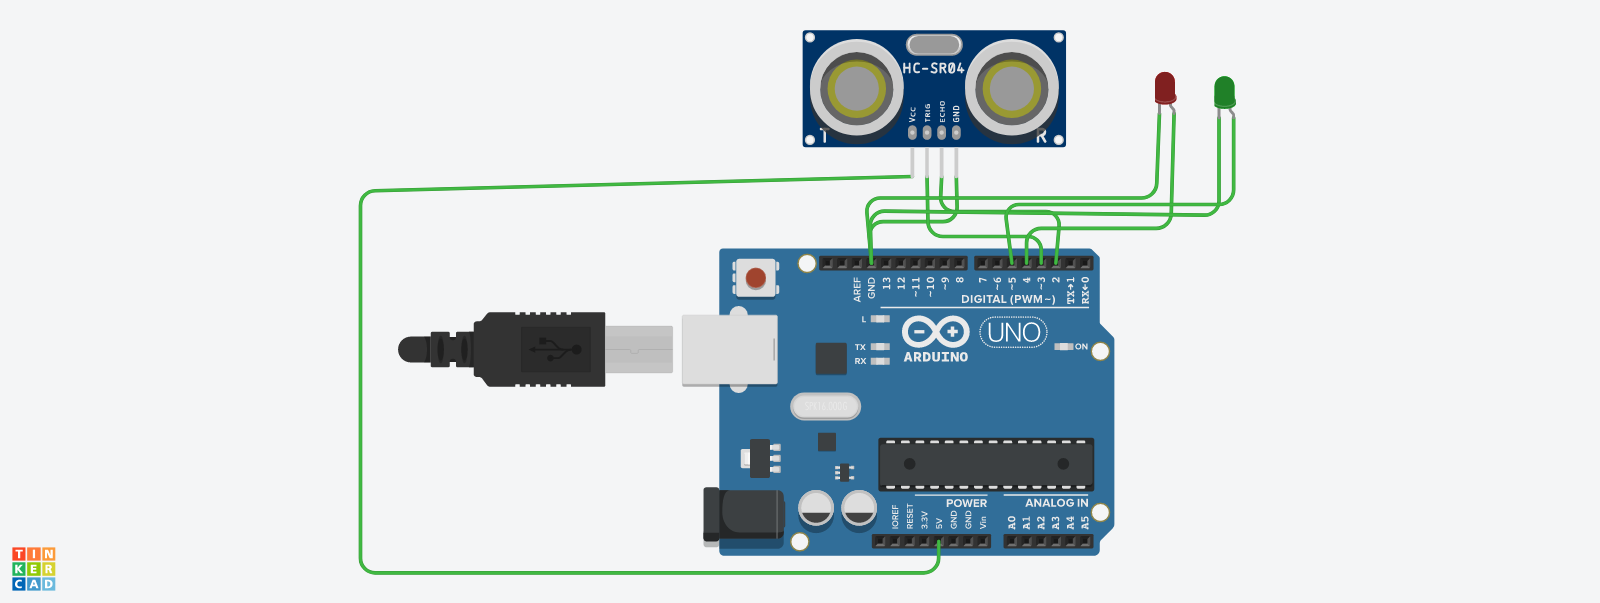 HC-SR04
VCC
TRIG
ECHO
GND
T
R
AREF
GND
13
12
~11
~10
~9
8
7
~6
~5
4
~3
2
TX→1
RX←0
DIGITAL (PWM~)
L
TX
RX
ARDUINO
UNO
ON
POWER
ANALOG IN
IOREF
RESET
3.3V
5V
GND
GND
Vin
A0
A1
A2
A3
A4
A5
TIN
KER
CAD